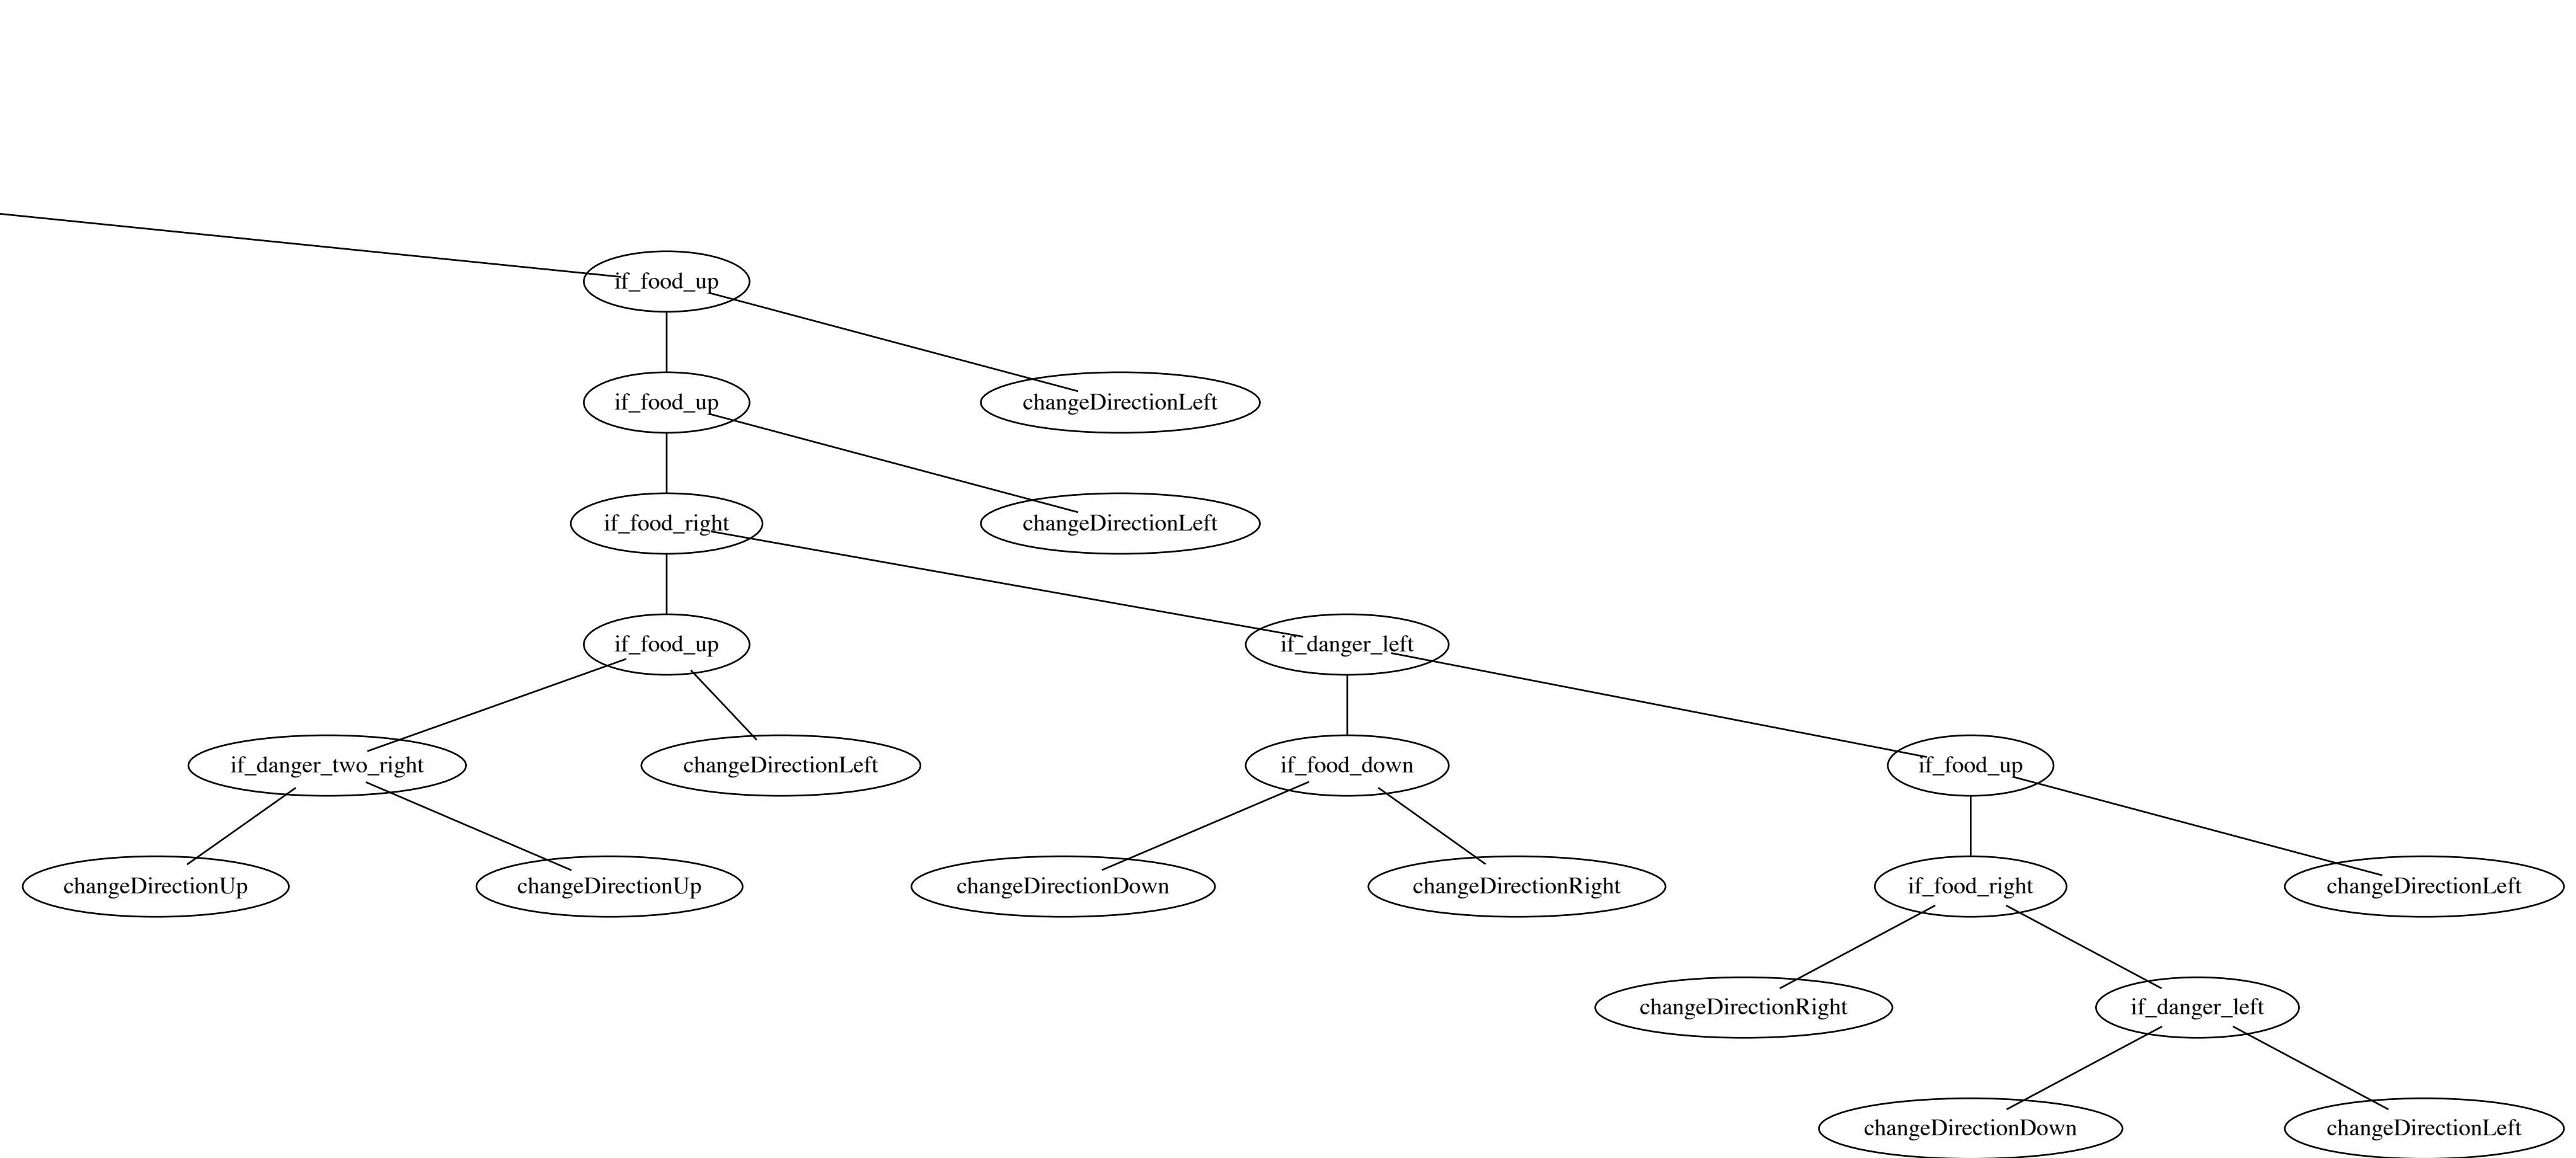 if_food_up
if_food_up
changeDirectionLeft
if_food_right
changeDirectionLeft
if_food_up
if_danger_left
if_danger_two_right
changeDirectionLeft
if_food_down
if_food_up
changeDirectionUp
changeDirectionUp
changeDirectionDown
changeDirectionRight
if_food_right
changeDirectionLeft
changeDirectionRight
if_danger_left
changeDirectionDown
changeDirectionLeft